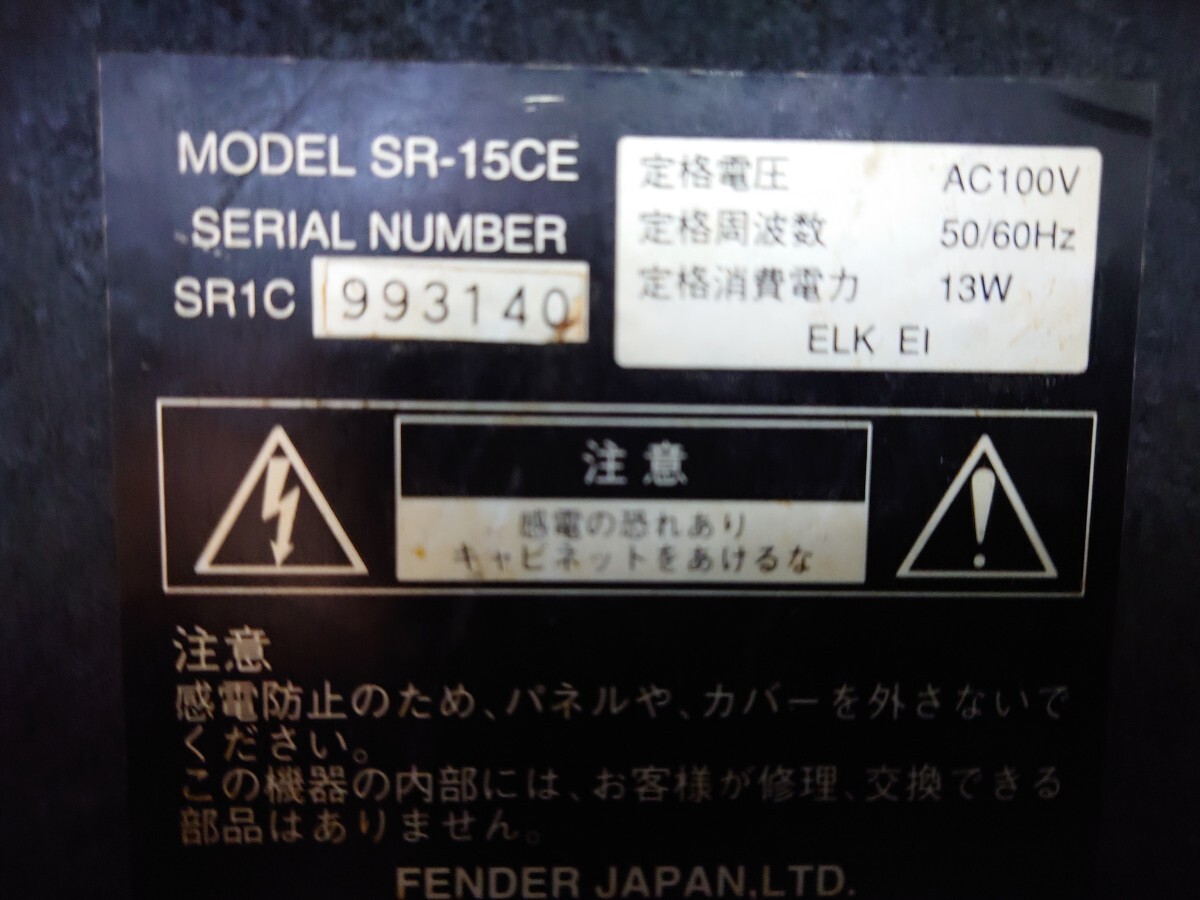 MODEL SR-15CE
SERIAL NUMBER
SR1C 993140
定格電圧 AC100V
定格周波数 50/60Hz
定格消費電力 13W
ELK EI
注意
感電の恐れあり
キャビネットをあけるな
注意
感電防止のため、パネルや、カバーを外さないで
ください。
この機器の内部には、お客様が修理、交換できる
部品はありません。
FENDER JAPAN,LTD.